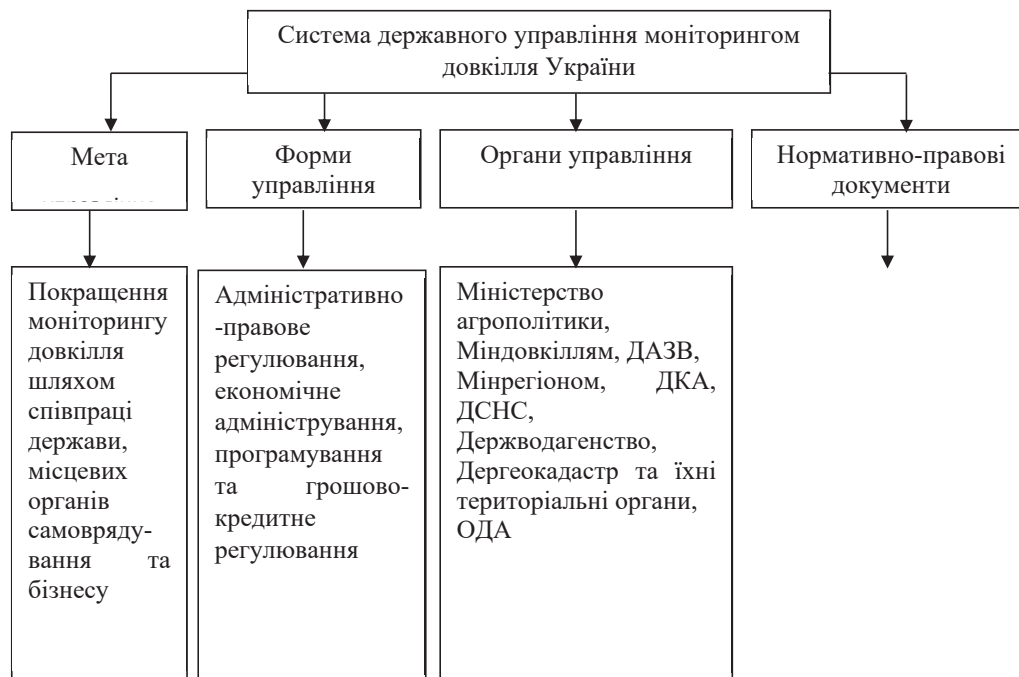 Система державного управління моніторингом
довкілля України
Мета
Форми
управління
Органи управління
Нормативно-правові
документи
Покращення
моніторингу
довкілля
шляхом
співпраці
держави,
місцевих
органів
самовряду-
вання та
бізнесу
Адміністративно
-правове
регулювання,
економічне
адміністрування,
програмування
та грошово-
кредитне
регулювання
Міністерство
агрополітики,
Міндовкіллям, ДАЗВ,
Мінрегіоном, ДКА,
ДСНС,
Держводагенство,
Дергеокадастр та їхні
територіальні органи,
ОДА